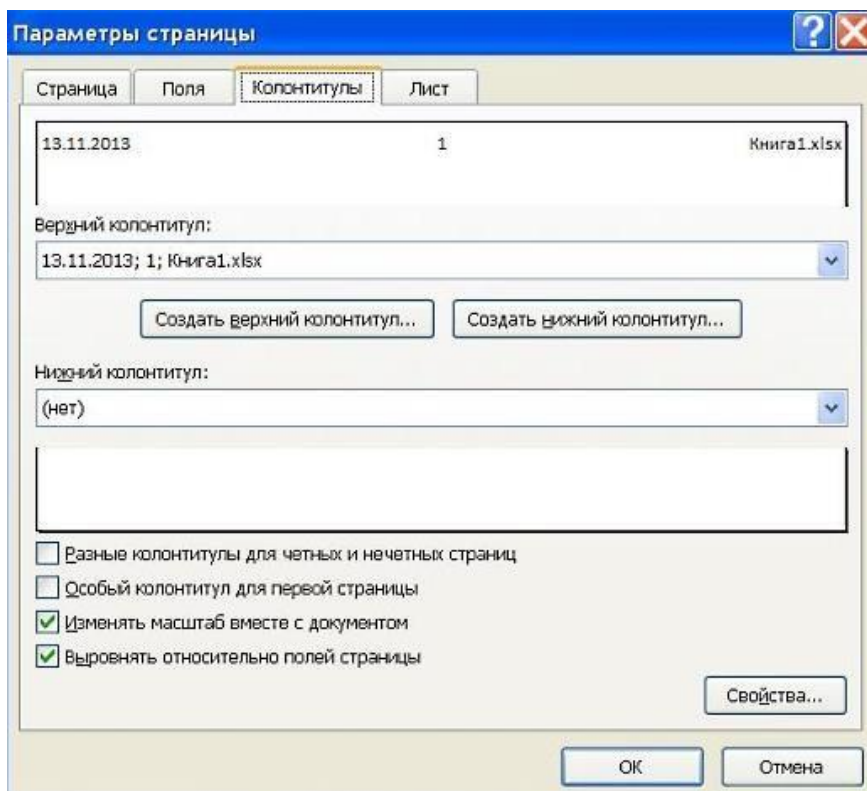 Параметры страницы ?
Страница Поля Колонтитулы Лист
13.11.2013 1 Книга1.xlsx
Верхний колонтитул:
13.11.2013; 1; Книга1.xlsx
Создать верхний колонтитул... Создать нижний колонтитул...
Нижний колонтитул:
(нет)
Разные колонтитулы для четных и нечетных страниц
Особый колонтитул для первой страницы
Изменять масштаб вместе с документом
Выровнять относительно полей страницы
Свойства...
ОК Отмена